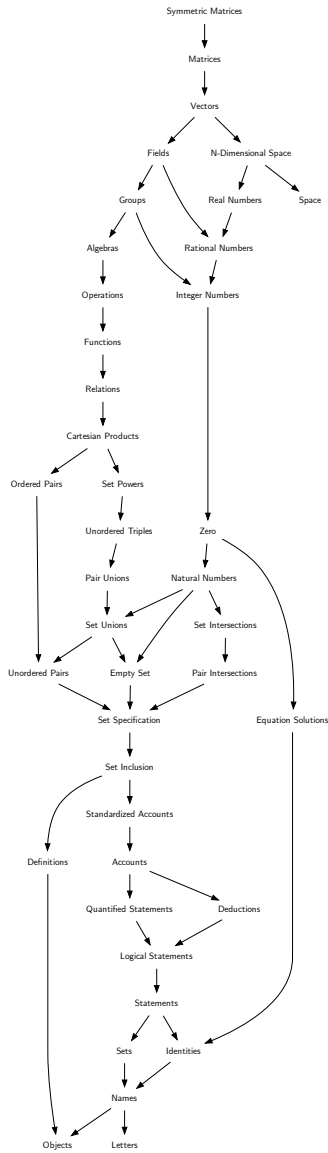 Symmetric Matrices
Matrices
Vectors
Fields
N-Dimensional Space
Groups
Real Numbers
Space
Algebras
Rational Numbers
Operations
Integer Numbers
Functions
Relations
Cartesian Products
Ordered Pairs
Set Powers
Unordered Triples
Zero
Pair Unions
Natural Numbers
Set Unions
Set Intersections
Unordered Pairs
Empty Set
Pair Intersections
Set Specification
Equation Solutions
Set Inclusion
Standardized Accounts
Definitions
Accounts
Quantified Statements
Deductions
Logical Statements
Statements
Sets
Identities
Names
Objects
Letters